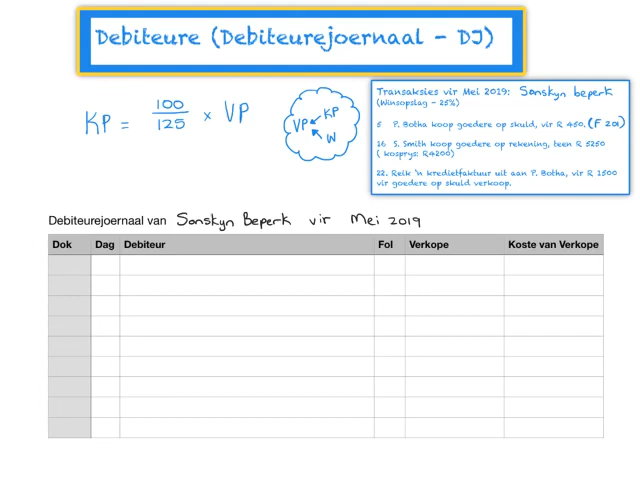 Debiteure (Debiteurejoernaal - DJ)
KP = 100/125 × VP
VP KP W
Transaksies vir Mei 2019: Sonskyn beperk
(Winsopslag - 25%)
5 P. Botha koop goedere op skuld, vir R 450. (F 201)
16 S. Smith koop goedere op rekening, teen R 5250
( kosprys: R4200)
22. Reik 'n kredietfaktuur uit aan P. Botha, vir R 1500
vir goedere op skuld verkoop.
Debiteurejoernaal van Sonskyn Beperk vir Mei 2019
Dok Dag Debiteur Fol Verkope Koste van Verkope